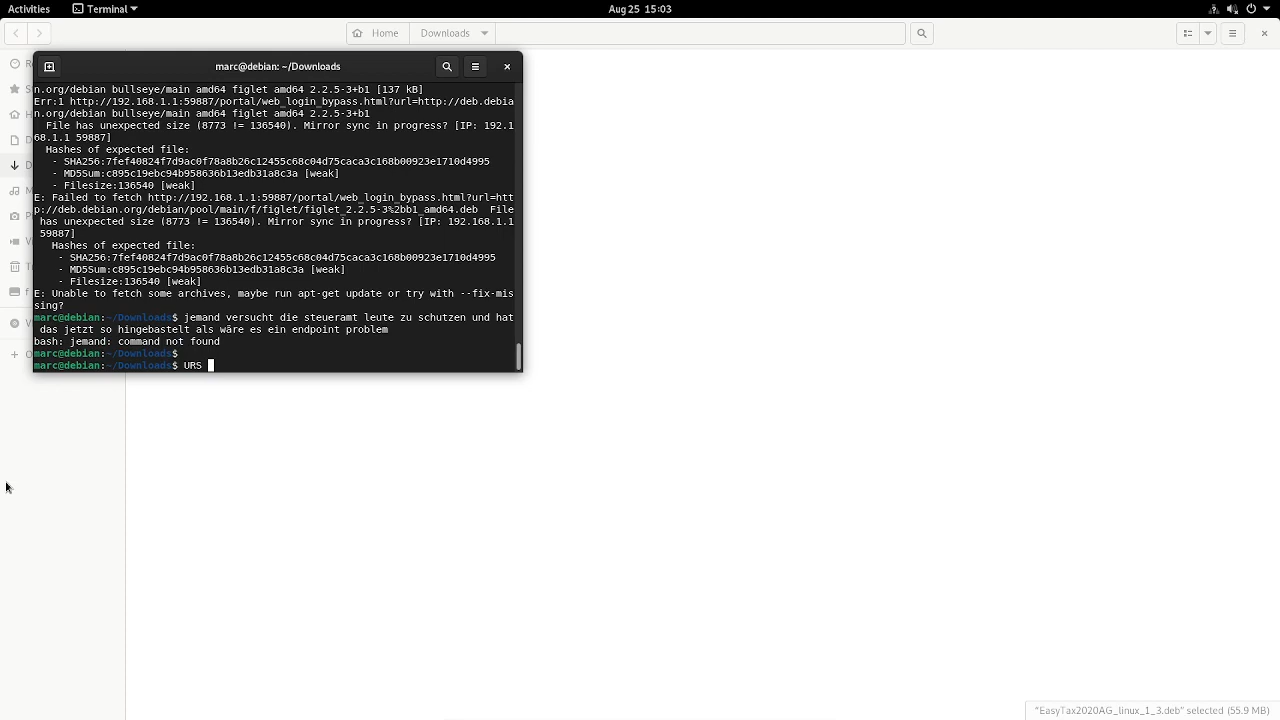 Activities Terminal Aug 25 15:03
Home Downloads
marc@debian: ~/Downloads
n.org/debian bullseye/main amd64 figlet amd64 2.2.5-3+b1 [137 kB]
Err:1 http://192.168.1.1:59887/portal/web_login_bypass.html?url=http://deb.debia
n.org/debian bullseye/main amd64 figlet amd64 2.2.5-3+b1
File has unexpected size (8773 != 136540). Mirror sync in progress? [IP: 192.1
68.1.1 59887]
Hashes of expected file:
- SHA256:7fef40824f7d9ac0f78a8b26c12455c68c04d75caca3c168b00923e1710d4995
- MD5Sum:c895c19ebc94b958636b13edb31a8c3a [weak]
- Filesize:136540 [weak]
E: Failed to fetch http://192.168.1.1:59887/portal/web_login_bypass.html?url=htt
p://deb.debian.org/debian/pool/main/f/figlet/figlet_2.2.5-3%2bb1_amd64.deb File
has unexpected size (8773 != 136540). Mirror sync in progress? [IP: 192.168.1.1
59887]
Hashes of expected file:
- SHA256:7fef40824f7d9ac0f78a8b26c12455c68c04d75caca3c168b00923e1710d4995
- MD5Sum:c895c19ebc94b958636b13edb31a8c3a [weak]
- Filesize:136540 [weak]
E: Unable to fetch some archives, maybe run apt-get update or try with --fix-mis
sing?
marc@debian:~/Downloads$ jemand versucht die steueramt leute zu schutzen und hat
das jetzt so hingebastelt als wäre es ein endpoint problem
bash: jemand: command not found
marc@debian:~/Downloads$
marc@debian:~/Downloads$ URS
"EasyTax2020AG_linux_1_3.deb" selected (55.9 MB)